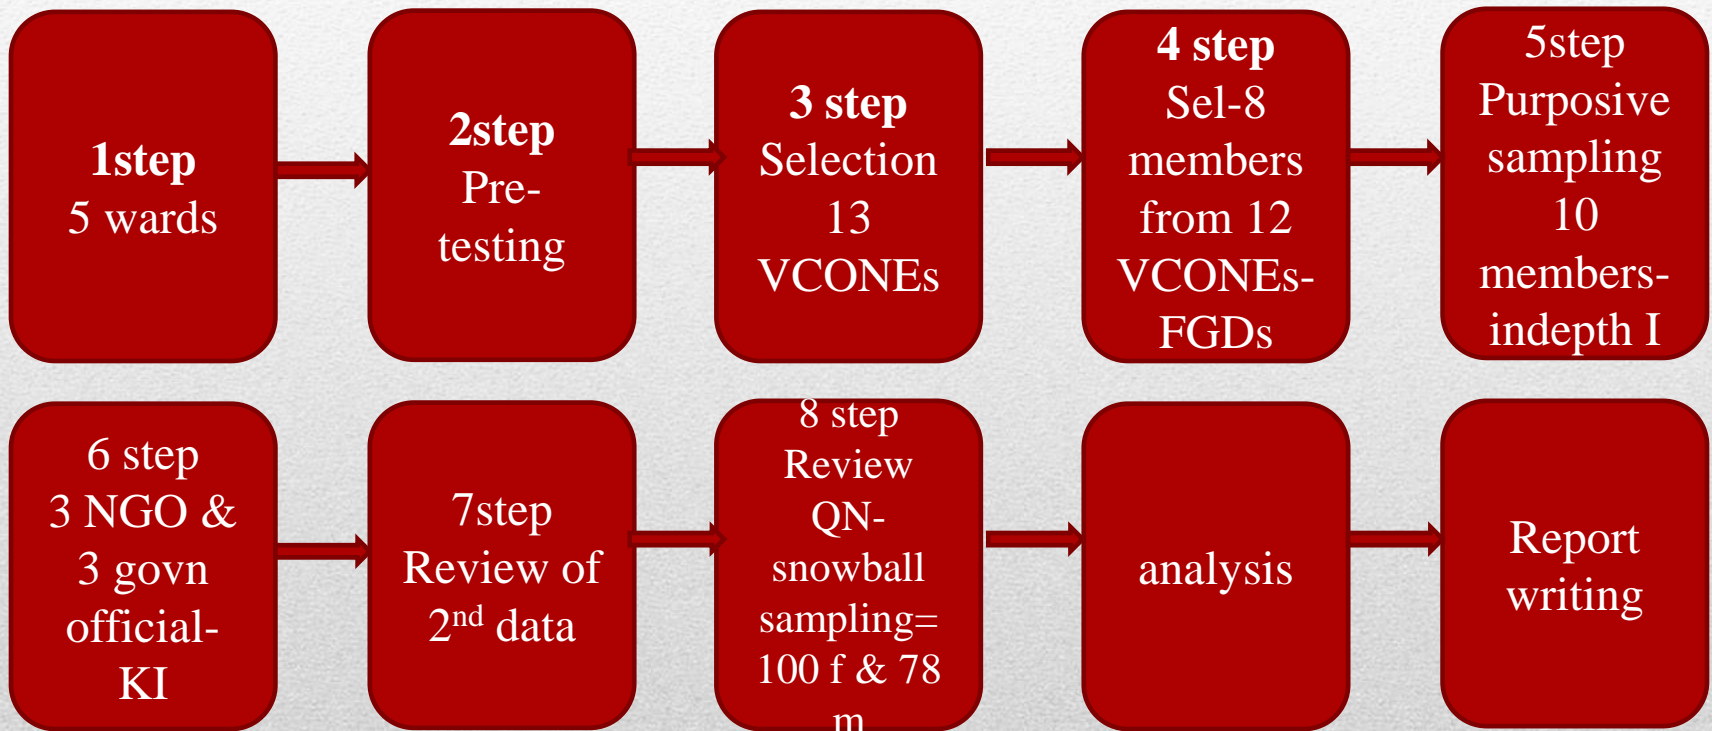 1step
5 wards
2step
Pre-
testing
3 step
Selection
13
VCONEs
4 step
Sel-8
members
from 12
VCONEs-
FGDs
5step
Purposive
sampling
10
members-
indepth I
6 step
3 NGO &
3 govn
official-
KI
7step
Review of
2nd data
8 step
Review
QN-
snowball
sampling=
100 f & 78
m
analysis
Report
writing